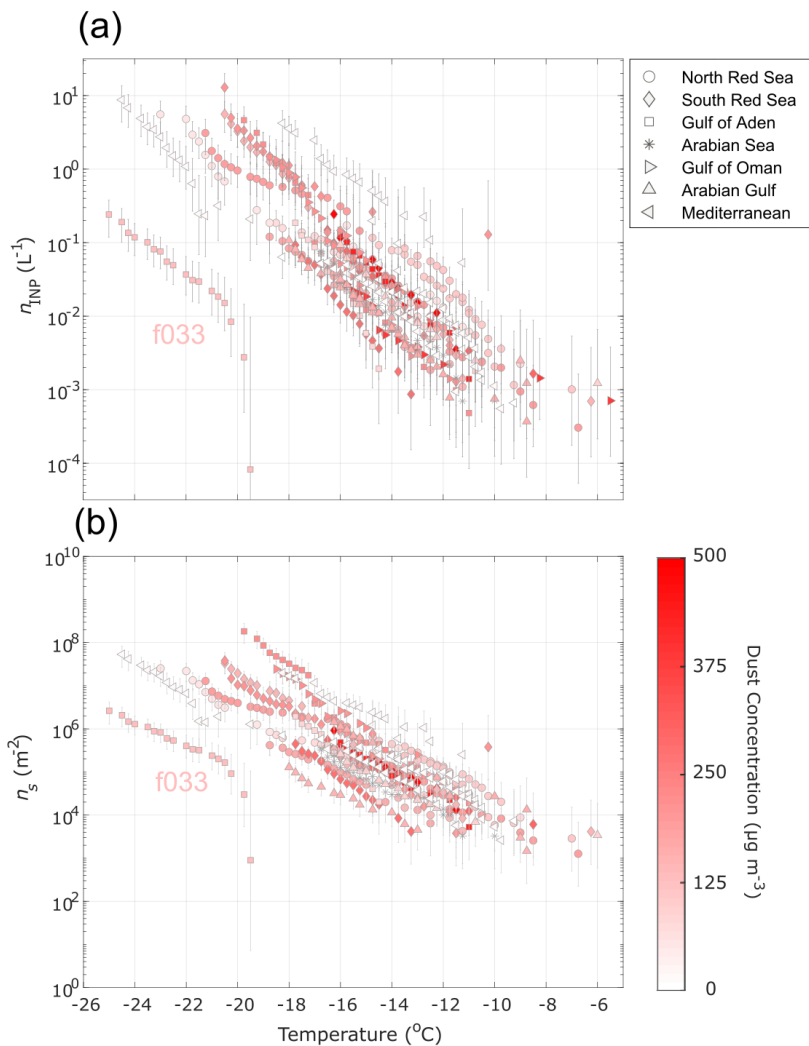 (a)
10¹
10⁰
10⁻¹
10⁻²
10⁻³
10⁻⁴
n_INP (L⁻¹)
f033
North Red Sea
South Red Sea
Gulf of Aden
Arabian Sea
Gulf of Oman
Arabian Gulf
Mediterranean
(b)
10¹⁰
10⁸
10⁶
10⁴
10²
10⁰
n_s (m⁻²)
f033
-26 -24 -22 -20 -18 -16 -14 -12 -10 -8 -6
Temperature (⁰C)
500
375
250
125
0
Dust Concentration (µg m⁻³)